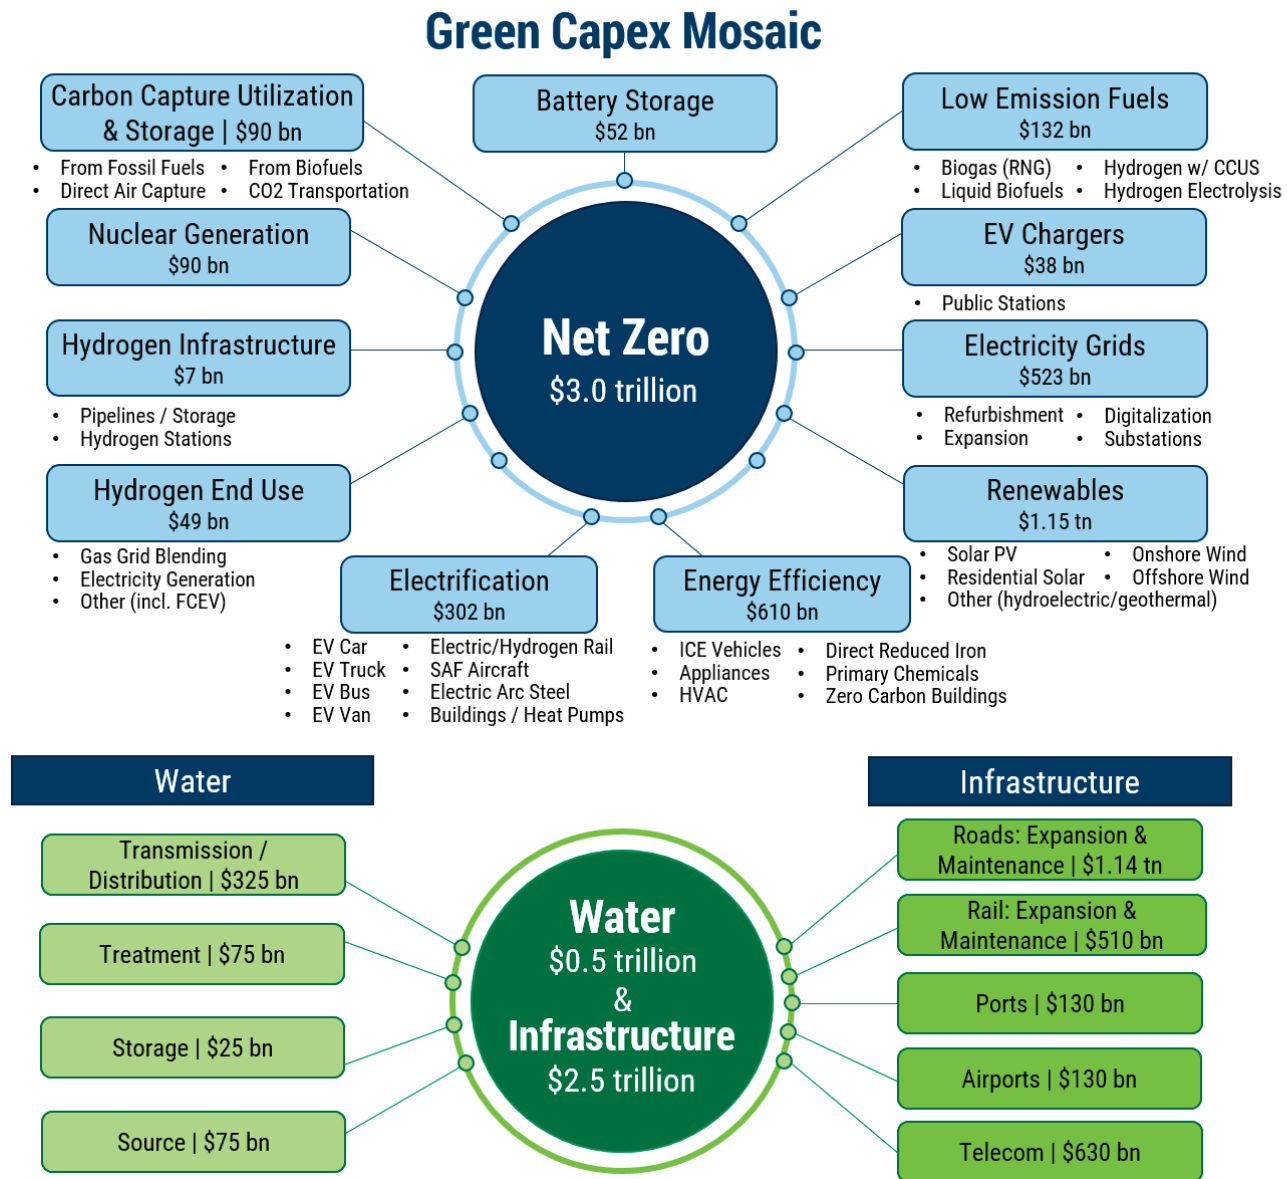 Green Capex Mosaic
Carbon Capture Utilization
& Storage | $90 bn
• From Fossil Fuels • From Biofuels
• Direct Air Capture • CO2 Transportation
Battery Storage
$52 bn
Low Emission Fuels
$132 bn
• Biogas (RNG) • Hydrogen w/ CCUS
• Liquid Biofuels • Hydrogen Electrolysis
Nuclear Generation
$90 bn
EV Chargers
$38 bn
• Public Stations
Net Zero
$3.0 trillion
Hydrogen Infrastructure
$7 bn
• Pipelines / Storage
• Hydrogen Stations
Electricity Grids
$523 bn
• Refurbishment • Digitalization
• Expansion • Substations
Hydrogen End Use
$49 bn
• Gas Grid Blending
• Electricity Generation
• Other (incl. FCEV)
Renewables
$1.15 tn
• Solar PV • Onshore Wind
• Residential Solar • Offshore Wind
• Other (hydroelectric/geothermal)
Electrification
$302 bn
• EV Car • Electric/Hydrogen Rail
• EV Truck • SAF Aircraft
• EV Bus • Electric Arc Steel
• EV Van • Buildings / Heat Pumps
Energy Efficiency
$610 bn
• ICE Vehicles • Direct Reduced Iron
• Appliances • Primary Chemicals
• HVAC • Zero Carbon Buildings
Water
Transmission /
Distribution | $325 bn
Treatment | $75 bn
Storage | $25 bn
Source | $75 bn
Water
$0.5 trillion
&
Infrastructure
$2.5 trillion
Infrastructure
Roads: Expansion &
Maintenance | $1.14 tn
Rail: Expansion &
Maintenance | $510 bn
Ports | $130 bn
Airports | $130 bn
Telecom | $630 bn